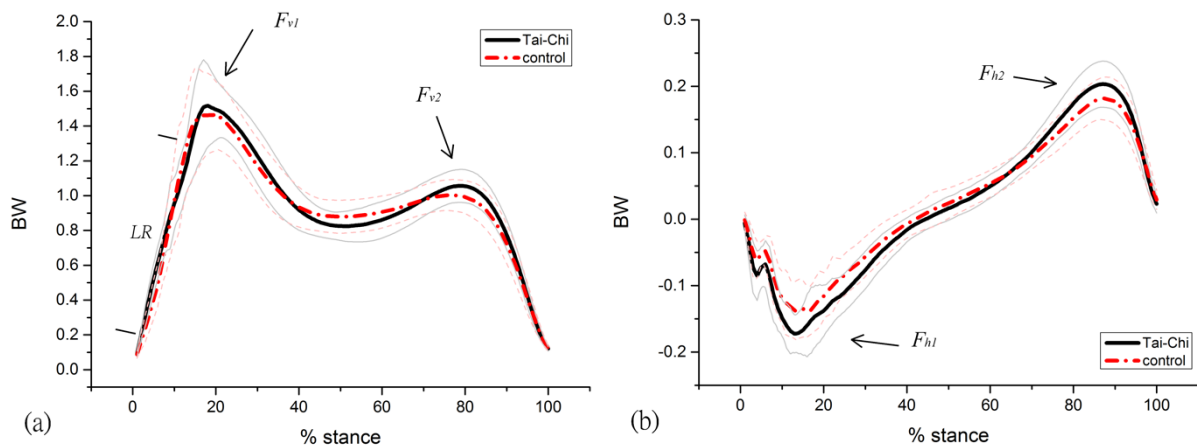 2.0
1.8
1.6
1.4
1.2
1.0
0.8
0.6
0.4
0.2
0.0
BW
Fv1
Fv2
LR
Tai-Chi
control
0
20
40
60
80
100
% stance
(a)
0.3
0.2
0.1
0.0
-0.1
-0.2
BW
Fh2
Fh1
Tai-Chi
control
0
20
40
60
80
100
% stance
(b)